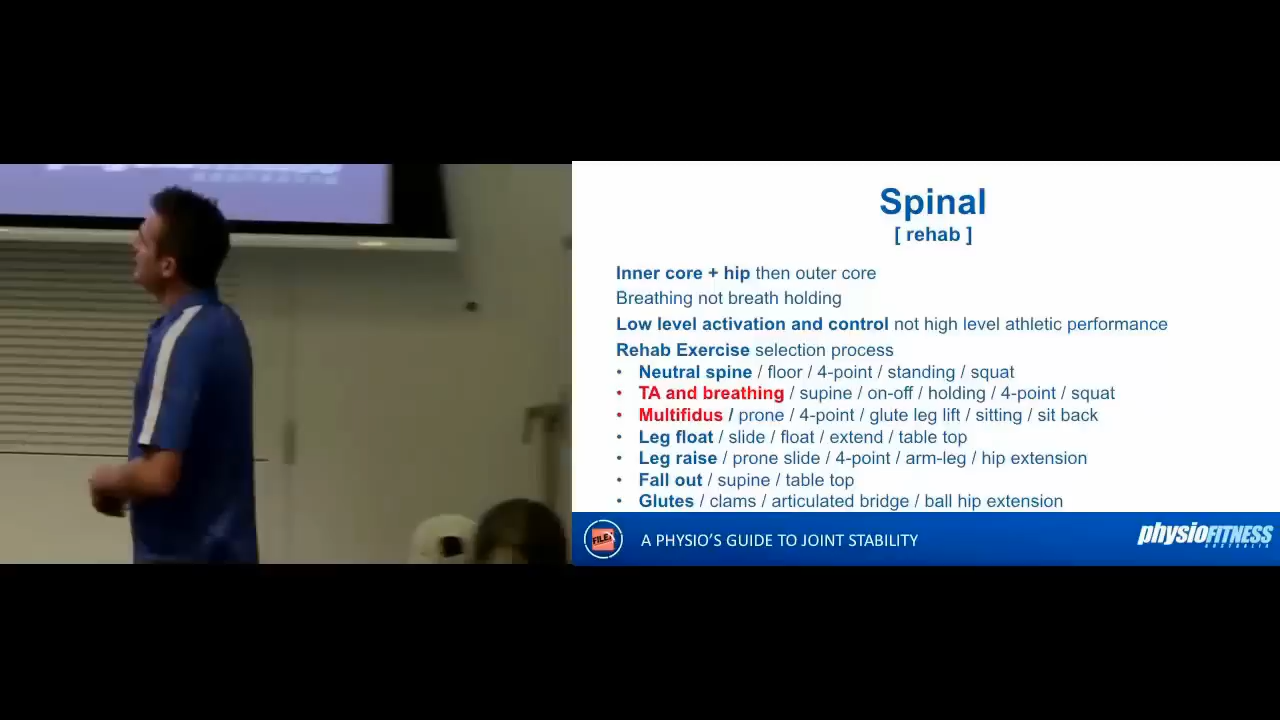 Spinal
[ rehab ]
Inner core + hip then outer core
Breathing not breath holding
Low level activation and control not high level athletic performance
Rehab Exercise selection process
• Neutral spine / floor / 4-point / standing / squat
• TA and breathing / supine / on-off / holding / 4-point / squat
• Multifidus / prone / 4-point / glute leg lift / sitting / sit back
• Leg float / slide / float / extend / table top
• Leg raise / prone slide / 4-point / arm-leg / hip extension
• Fall out / supine / table top
• Glutes / clams / articulated bridge / ball hip extension
FILEX
A PHYSIO'S GUIDE TO JOINT STABILITY
physioFITNESS
AUSTRALIA